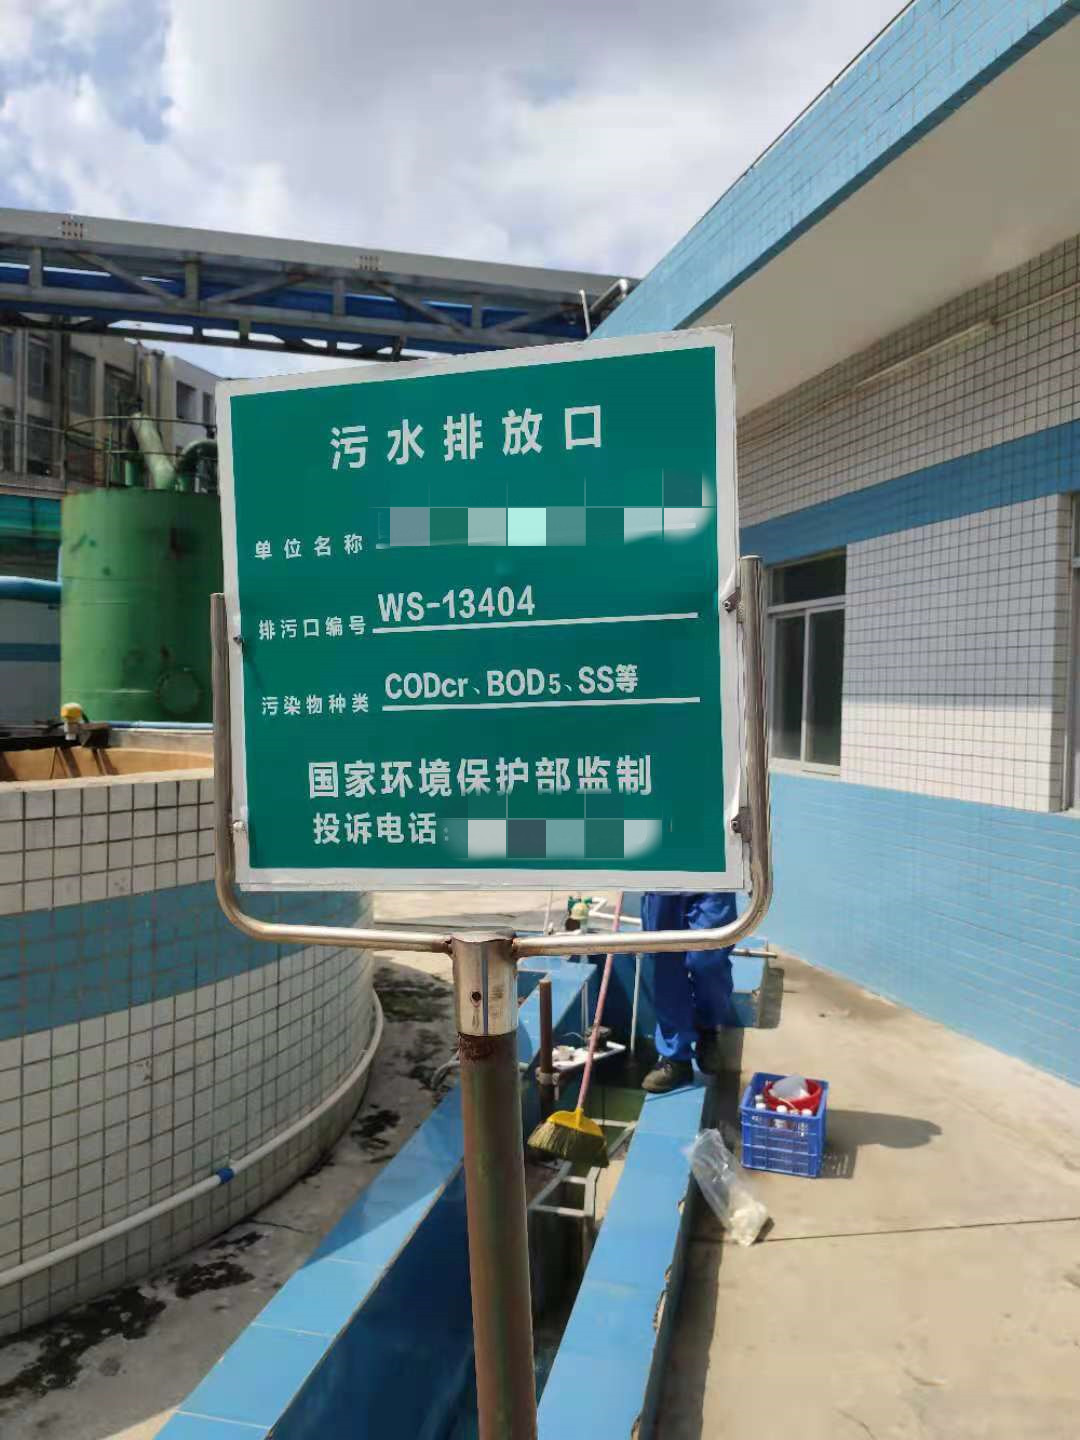 污水排放口
单位名称
排污口编号 WS-13404
污染物种类 CODcr、BOD5、SS等
国家环境保护部监制
投诉电话: